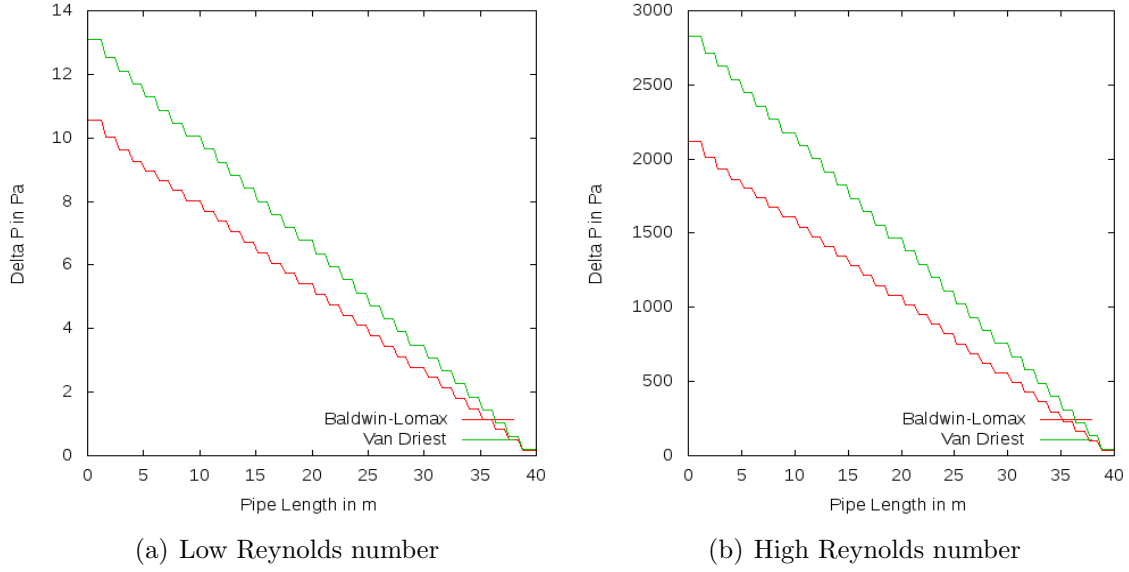 14
12
10
8
6
4
2
0
Delta P in Pa
Baldwin-Lomax
Van Driest
0 5 10 15 20 25 30 35 40
Pipe Length in m
(a) Low Reynolds number
3000
2500
2000
1500
1000
500
0
Delta P in Pa
Baldwin-Lomax
Van Driest
0 5 10 15 20 25 30 35 40
Pipe Length in m
(b) High Reynolds number